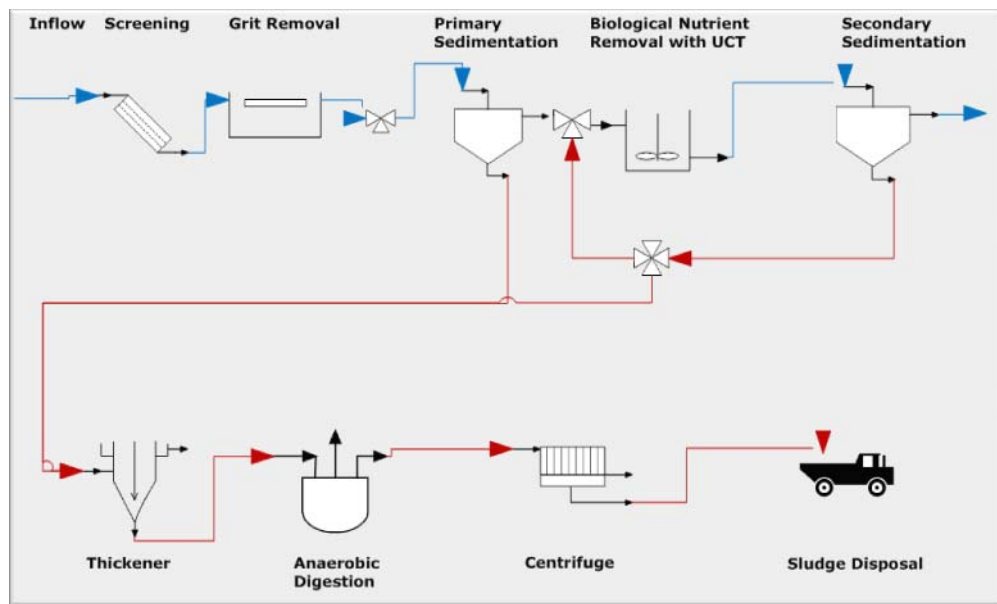 Inflow
Screening
Grit Removal
Primary
Sedimentation
Biological Nutrient
Removal with UCT
Secondary
Sedimentation
Thickener
Anaerobic
Digestion
Centrifuge
Sludge Disposal